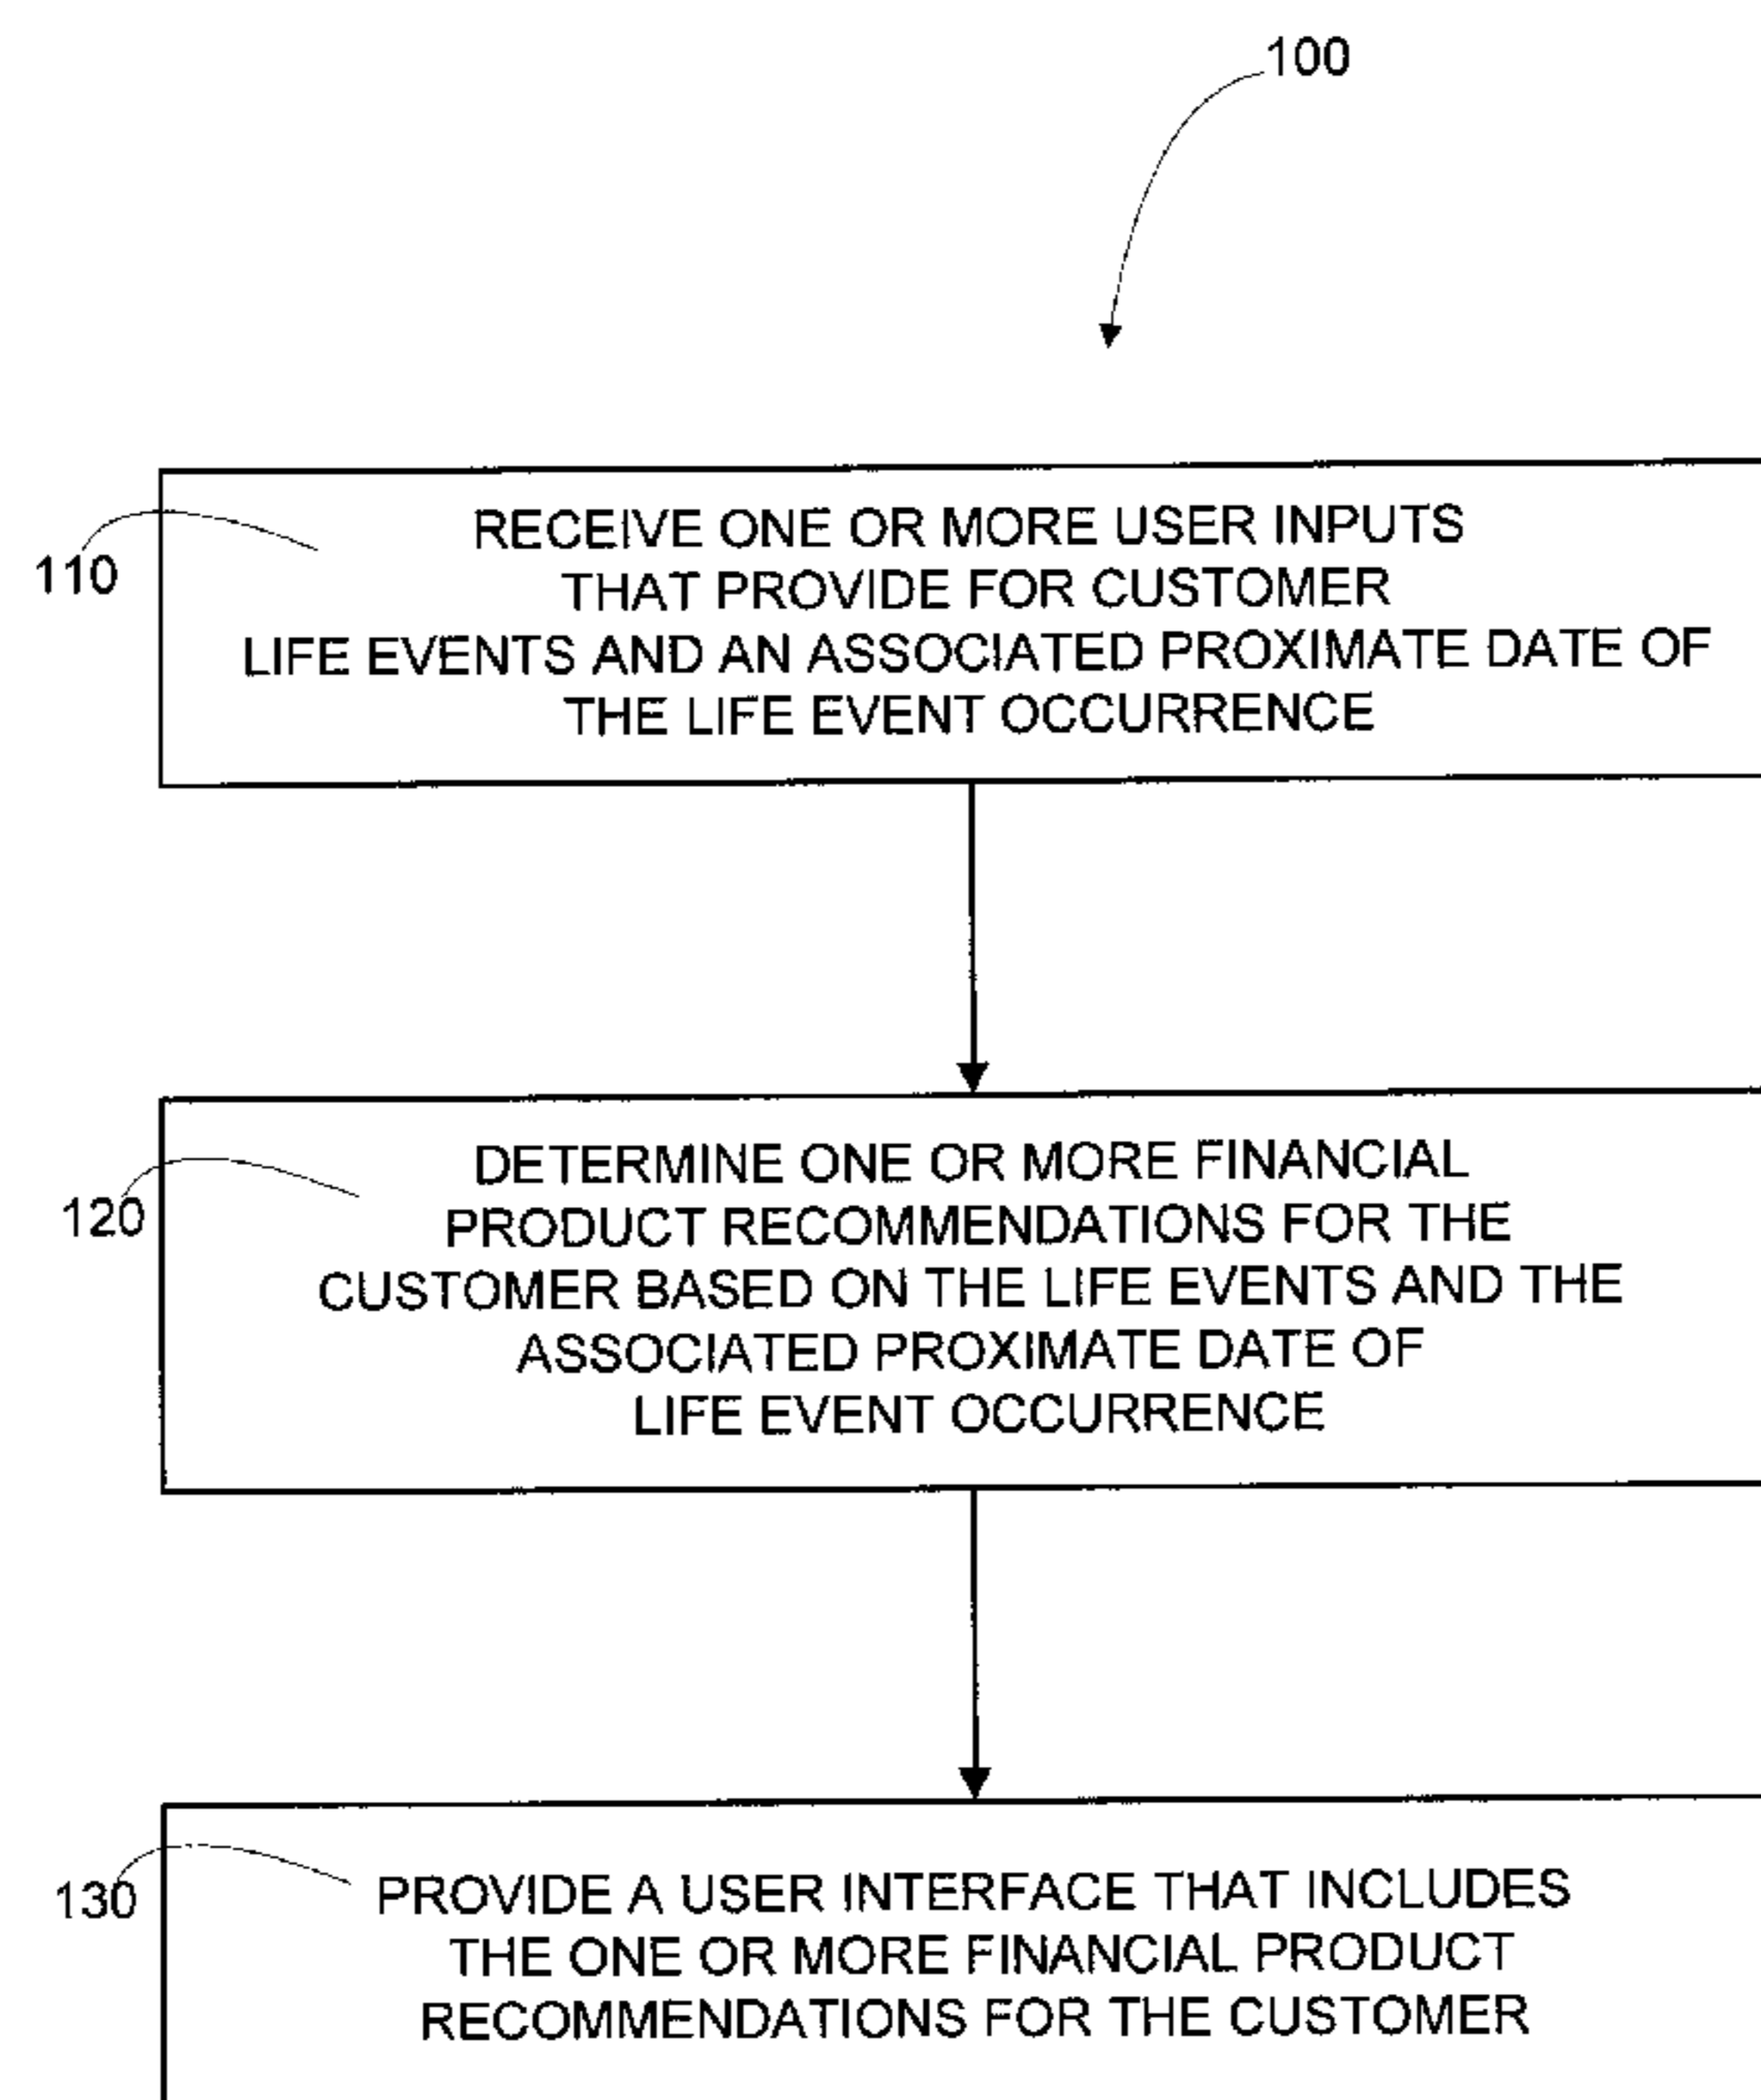 100
110
RECEIVE ONE OR MORE USER INPUTS
THAT PROVIDE FOR CUSTOMER
LIFE EVENTS AND AN ASSOCIATED PROXIMATE DATE OF
THE LIFE EVENT OCCURRENCE
120
DETERMINE ONE OR MORE FINANCIAL
PRODUCT RECOMMENDATIONS FOR THE
CUSTOMER BASED ON THE LIFE EVENTS AND THE
ASSOCIATED PROXIMATE DATE OF
LIFE EVENT OCCURRENCE
130
PROVIDE A USER INTERFACE THAT INCLUDES
THE ONE OR MORE FINANCIAL PRODUCT
RECOMMENDATIONS FOR THE CUSTOMER